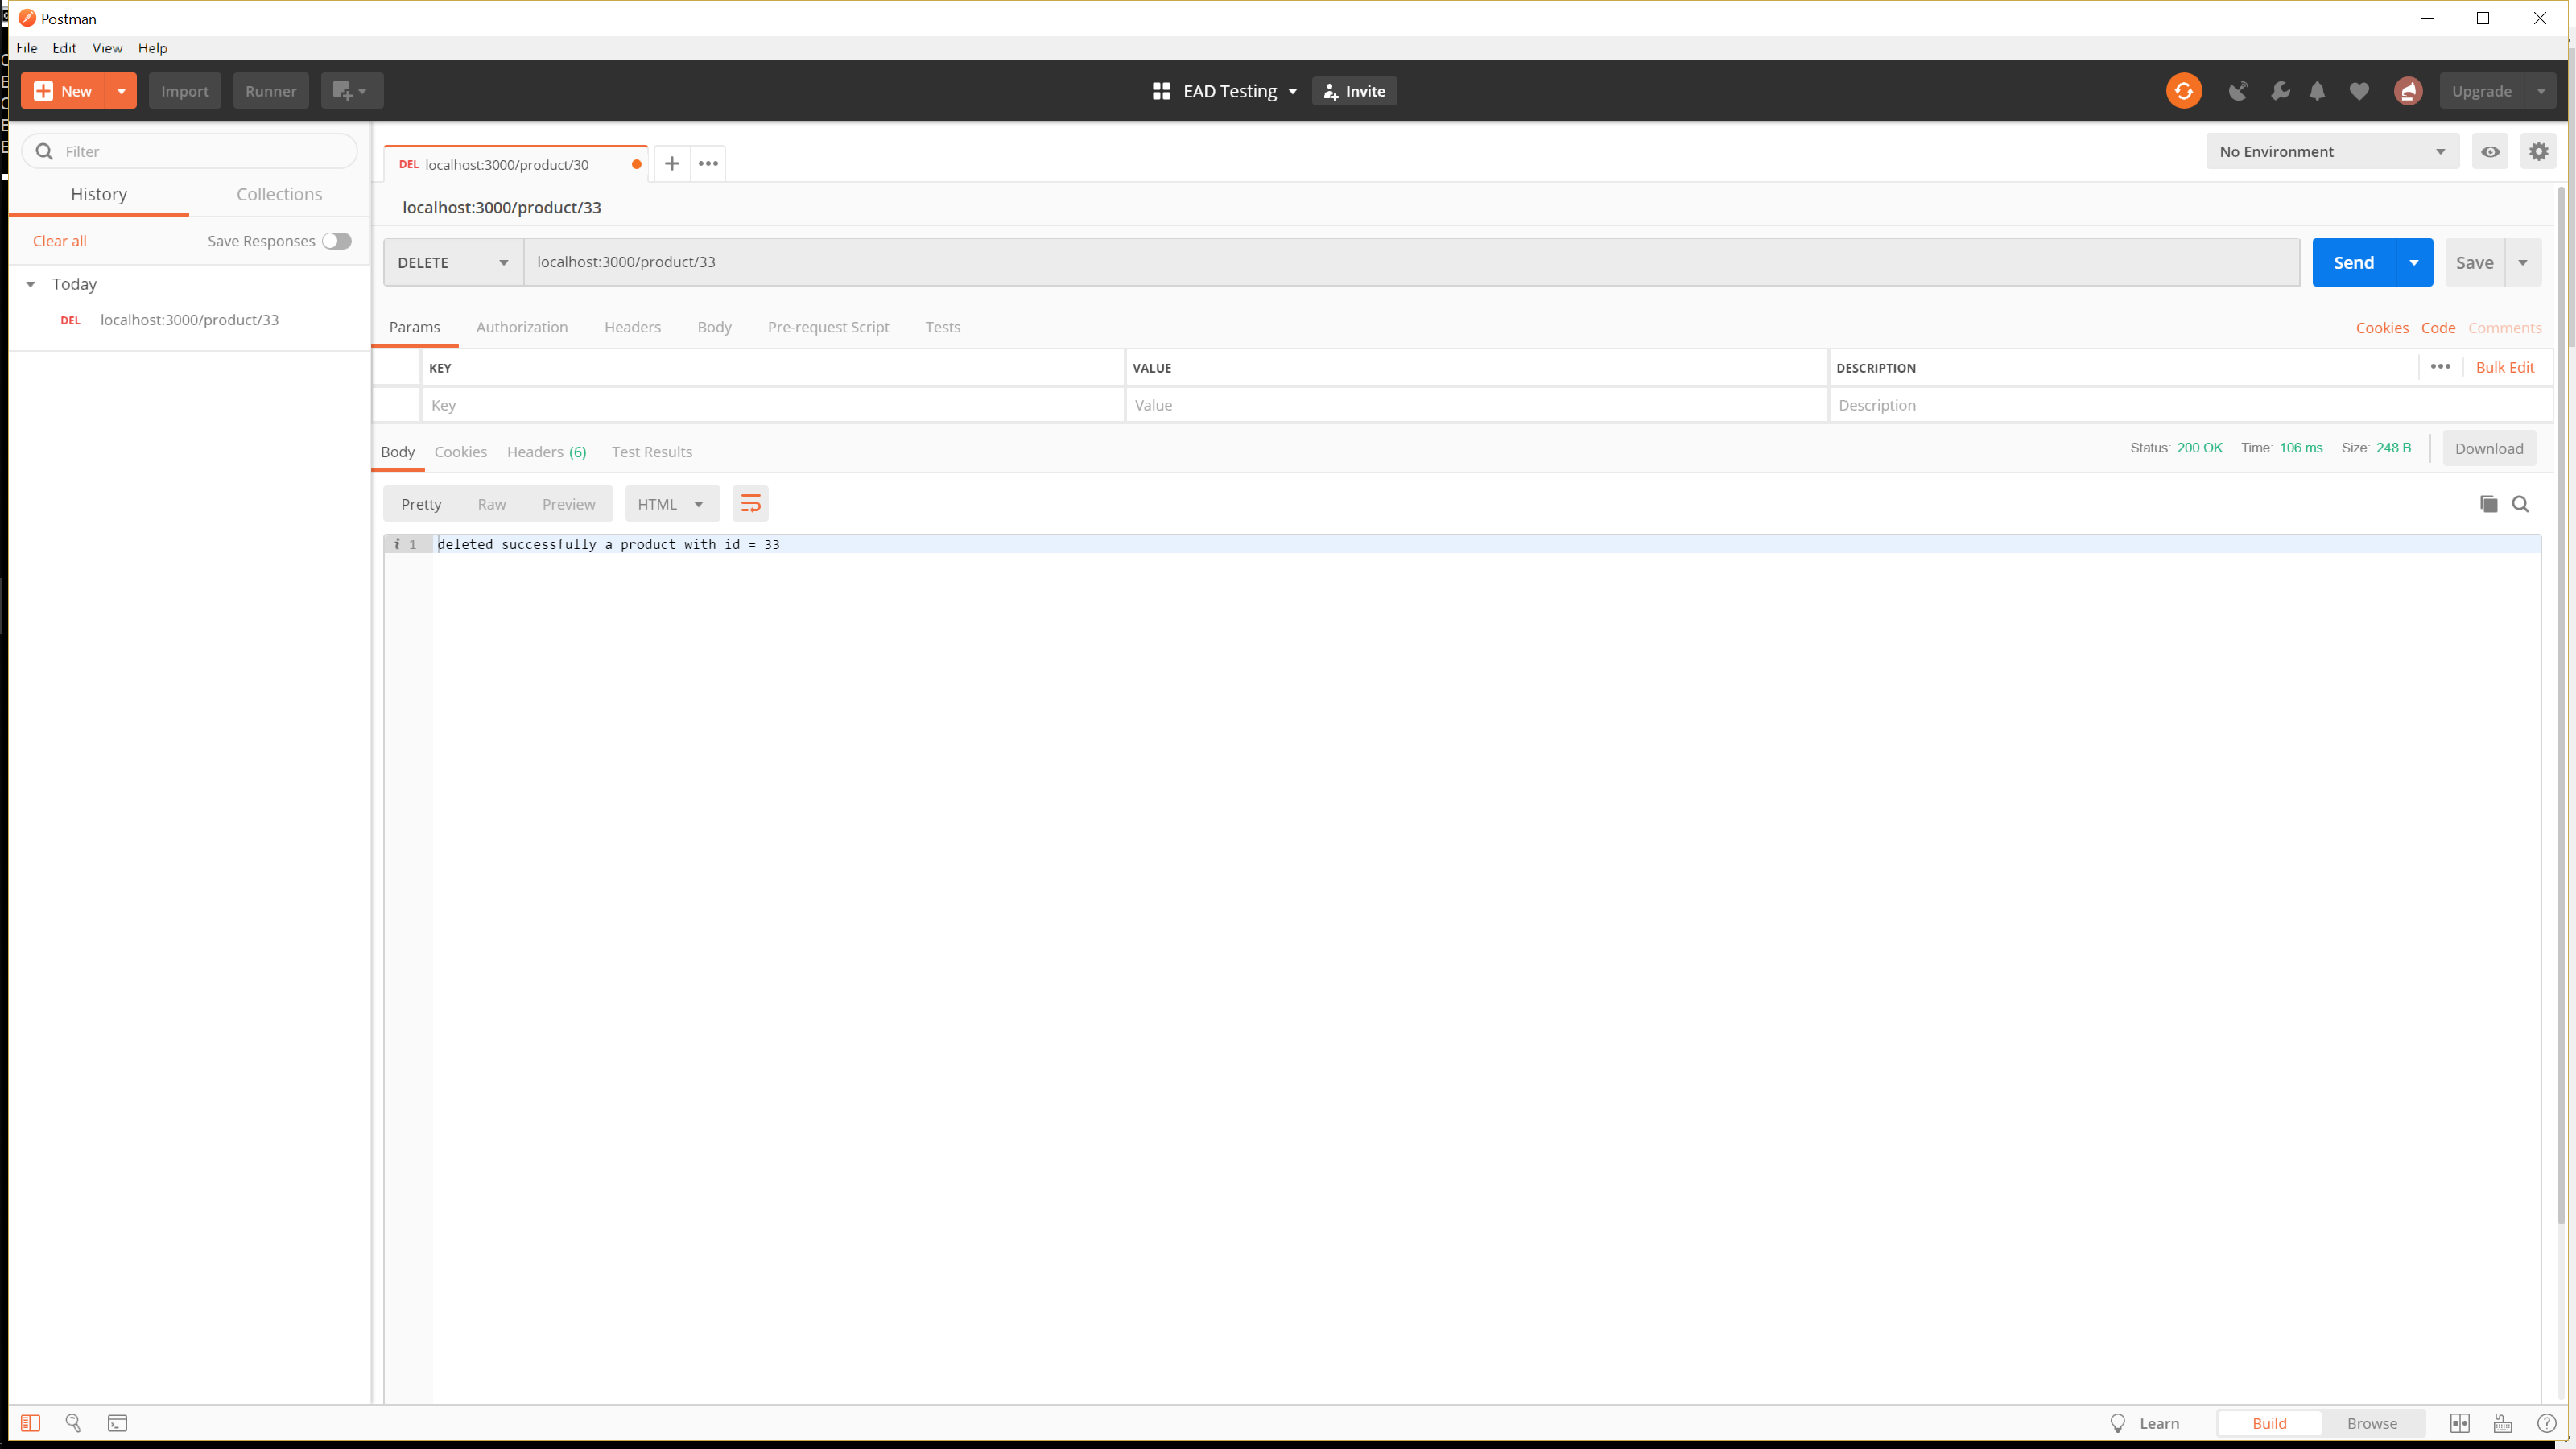 Postman
File Edit View Help
New Import Runner EAD Testing Invite Upgrade
Filter
History Collections
Clear all Save Responses
Today
DEL localhost:3000/product/33
DEL localhost:3000/product/30
No Environment
localhost:3000/product/33
DELETE localhost:3000/product/33 Send Save
Params Authorization Headers Body Pre-request Script Tests Cookies Code Comments
KEY VALUE DESCRIPTION Bulk Edit
Key Value Description
Body Cookies Headers (6) Test Results Status: 200 OK Time: 106 ms Size: 248 B Download
Pretty Raw Preview HTML
i 1 deleted successfully a product with id = 33
Learn Build Browse